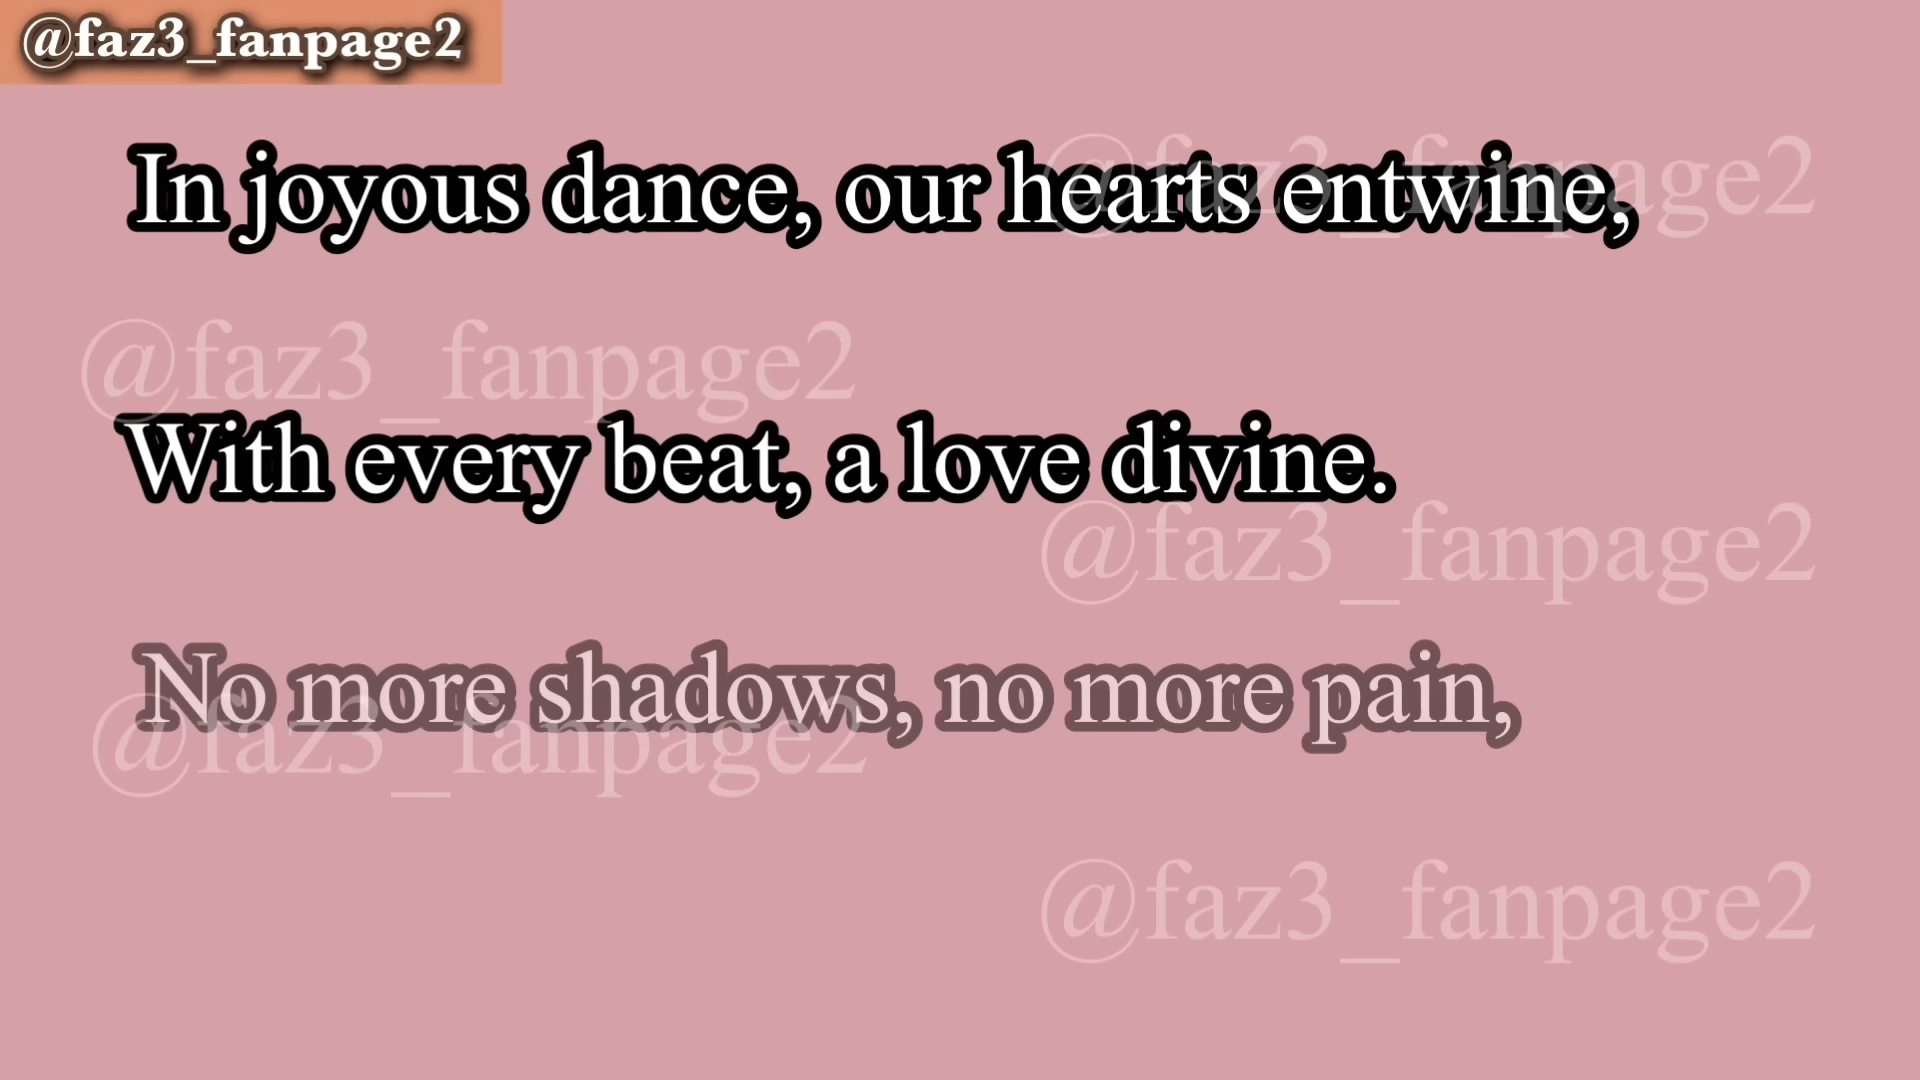 @faz3_fanpage2
@faz3_fanpage2
In joyous dance, our hearts entwine,
@faz3_fanpage2
With every beat, a love divine.
@faz3_fanpage2
No more shadows, no more pain,
@faz3_fanpage2
@faz3_fanpage2